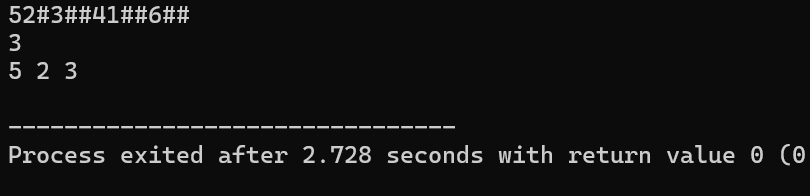 52#3##41##6##
3
5 2 3
--------------------------------
Process exited after 2.728 seconds with return value 0 (0